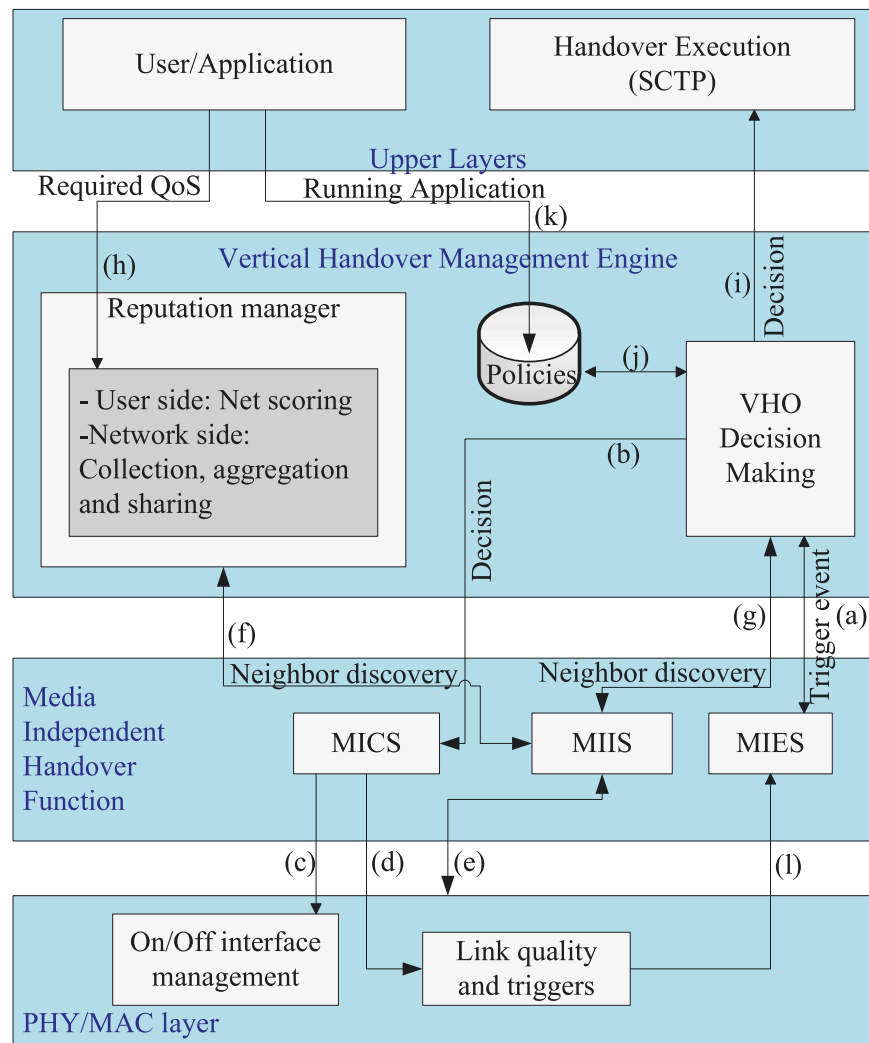 User/Application
Handover Execution
(SCTP)
Upper Layers
Required QoS
Running Application
(k)
Vertical Handover Management Engine
(h)
(i)
Decision
Reputation manager
Policies
(j)
- User side: Net scoring
-Network side:
Collection, aggregation
and sharing
VHO
Decision
Making
(b)
Decision
(f)
(g)
(a)
Trigger event
Neighbor discovery
Neighbor discovery
Media
Independent
Handover
Function
MICS
MIIS
MIES
(c)
(d)
(e)
(l)
On/Off interface
management
Link quality
and triggers
PHY/MAC layer